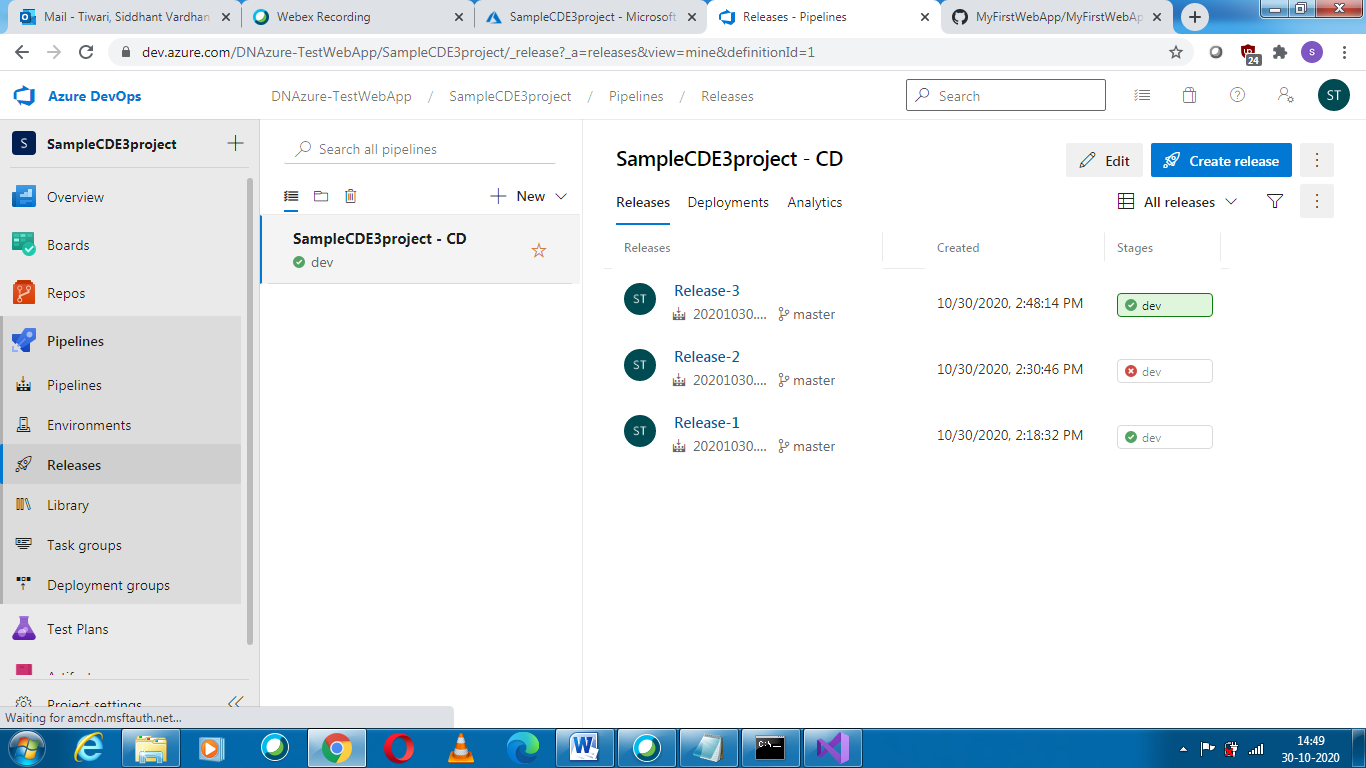 Mail - Tiwari, Siddhant Vardhan
Webex Recording
SampleCDE3project - Microsoft
Releases - Pipelines
MyFirstWebApp/MyFirstWebAp
dev.azure.com/DNAzure-TestWebApp/SampleCDE3project/_release?_a=releases&view=mine&definitionId=1
24
S
Azure DevOps
DNAzure-TestWebApp / SampleCDE3project / Pipelines / Releases
Search
ST
S SampleCDE3project
Overview
Boards
Repos
Pipelines
Pipelines
Environments
Releases
Library
Task groups
Deployment groups
Test Plans
Project settings
Waiting for amcdn.msftauth.net...
Search all pipelines
New
SampleCDE3project - CD
dev
SampleCDE3project - CD
Edit
Create release
Releases Deployments Analytics
All releases
Releases Created Stages
ST Release-3 10/30/2020, 2:48:14 PM dev
20201030.... master
ST Release-2 10/30/2020, 2:30:46 PM dev
20201030.... master
ST Release-1 10/30/2020, 2:18:32 PM dev
20201030.... master
14:49
30-10-2020